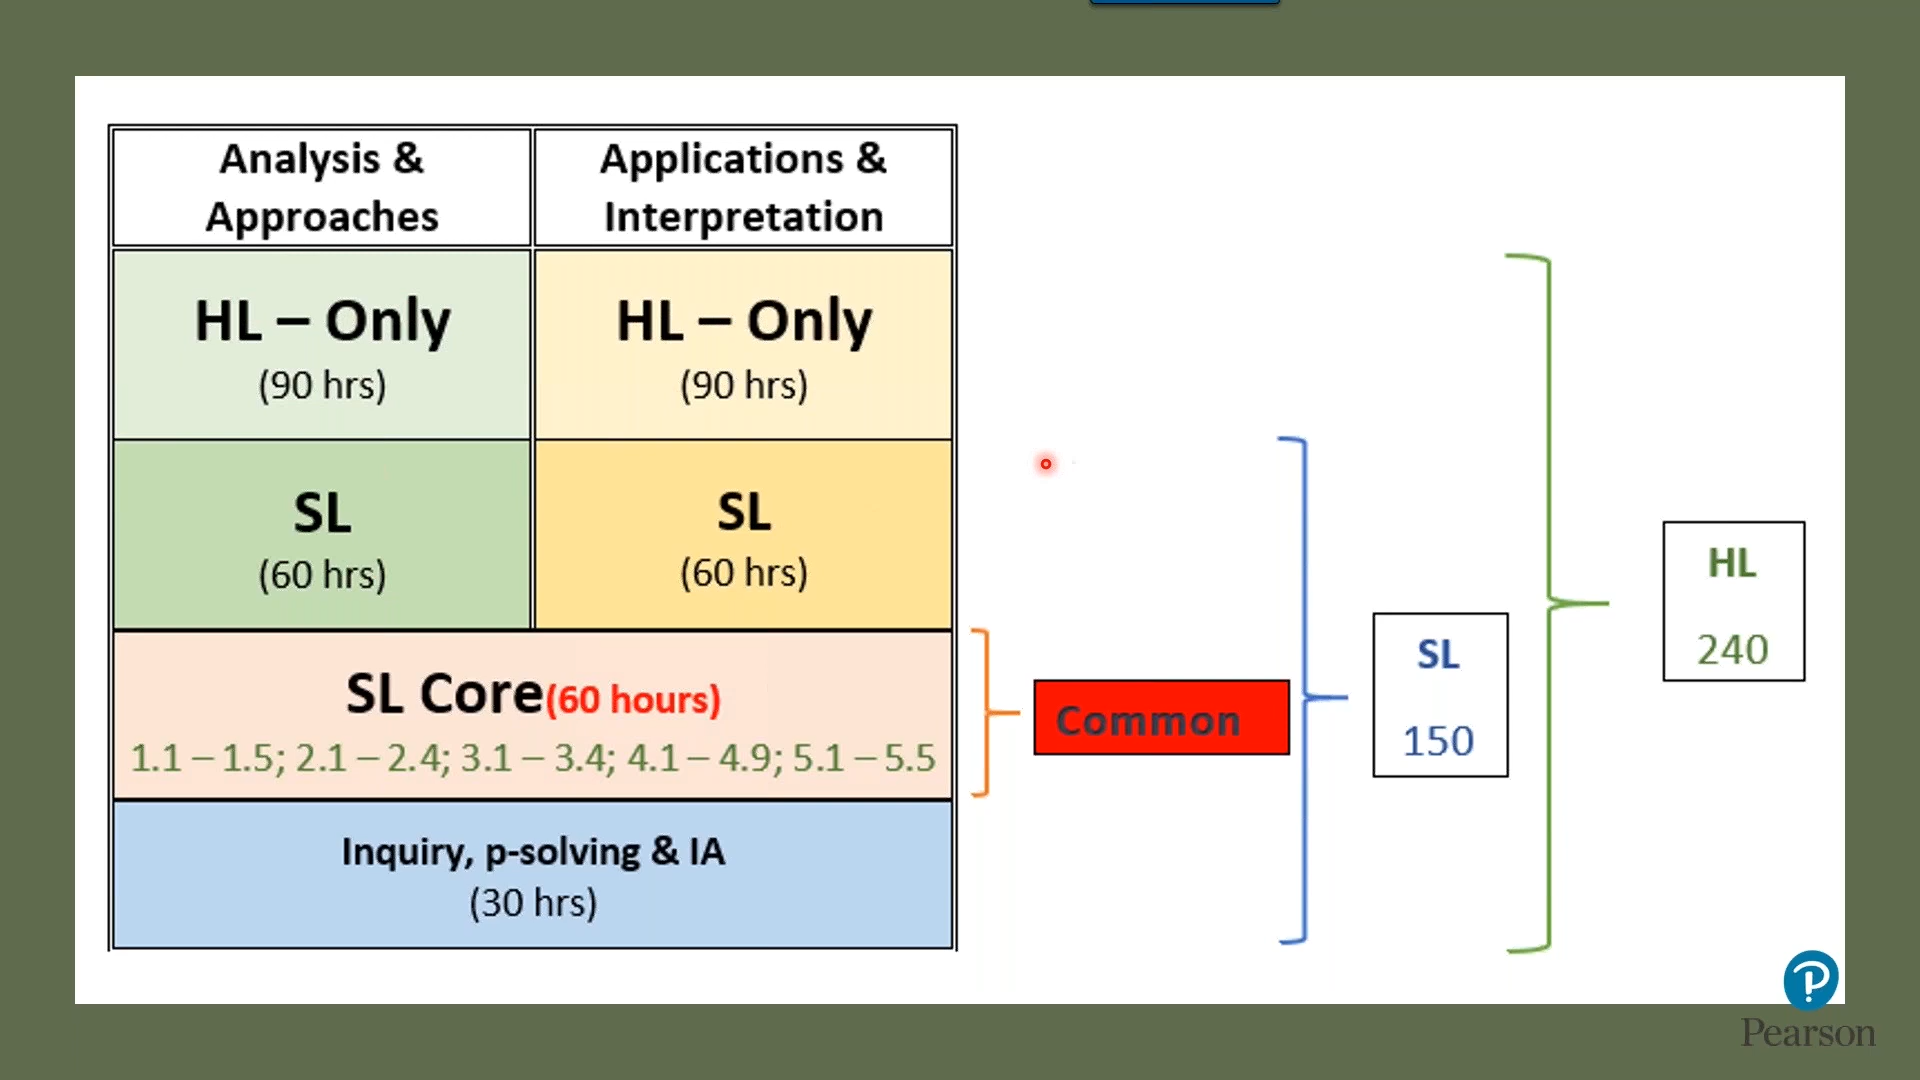 Analysis &
Approaches
Applications &
Interpretation
HL – Only
(90 hrs)
HL – Only
(90 hrs)
SL
(60 hrs)
SL
(60 hrs)
SL Core(60 hours)
1.1 – 1.5; 2.1 – 2.4; 3.1 – 3.4; 4.1 – 4.9; 5.1 – 5.5
Inquiry, p-solving & IA
(30 hrs)
Common
SL
150
HL
240
P
Pearson